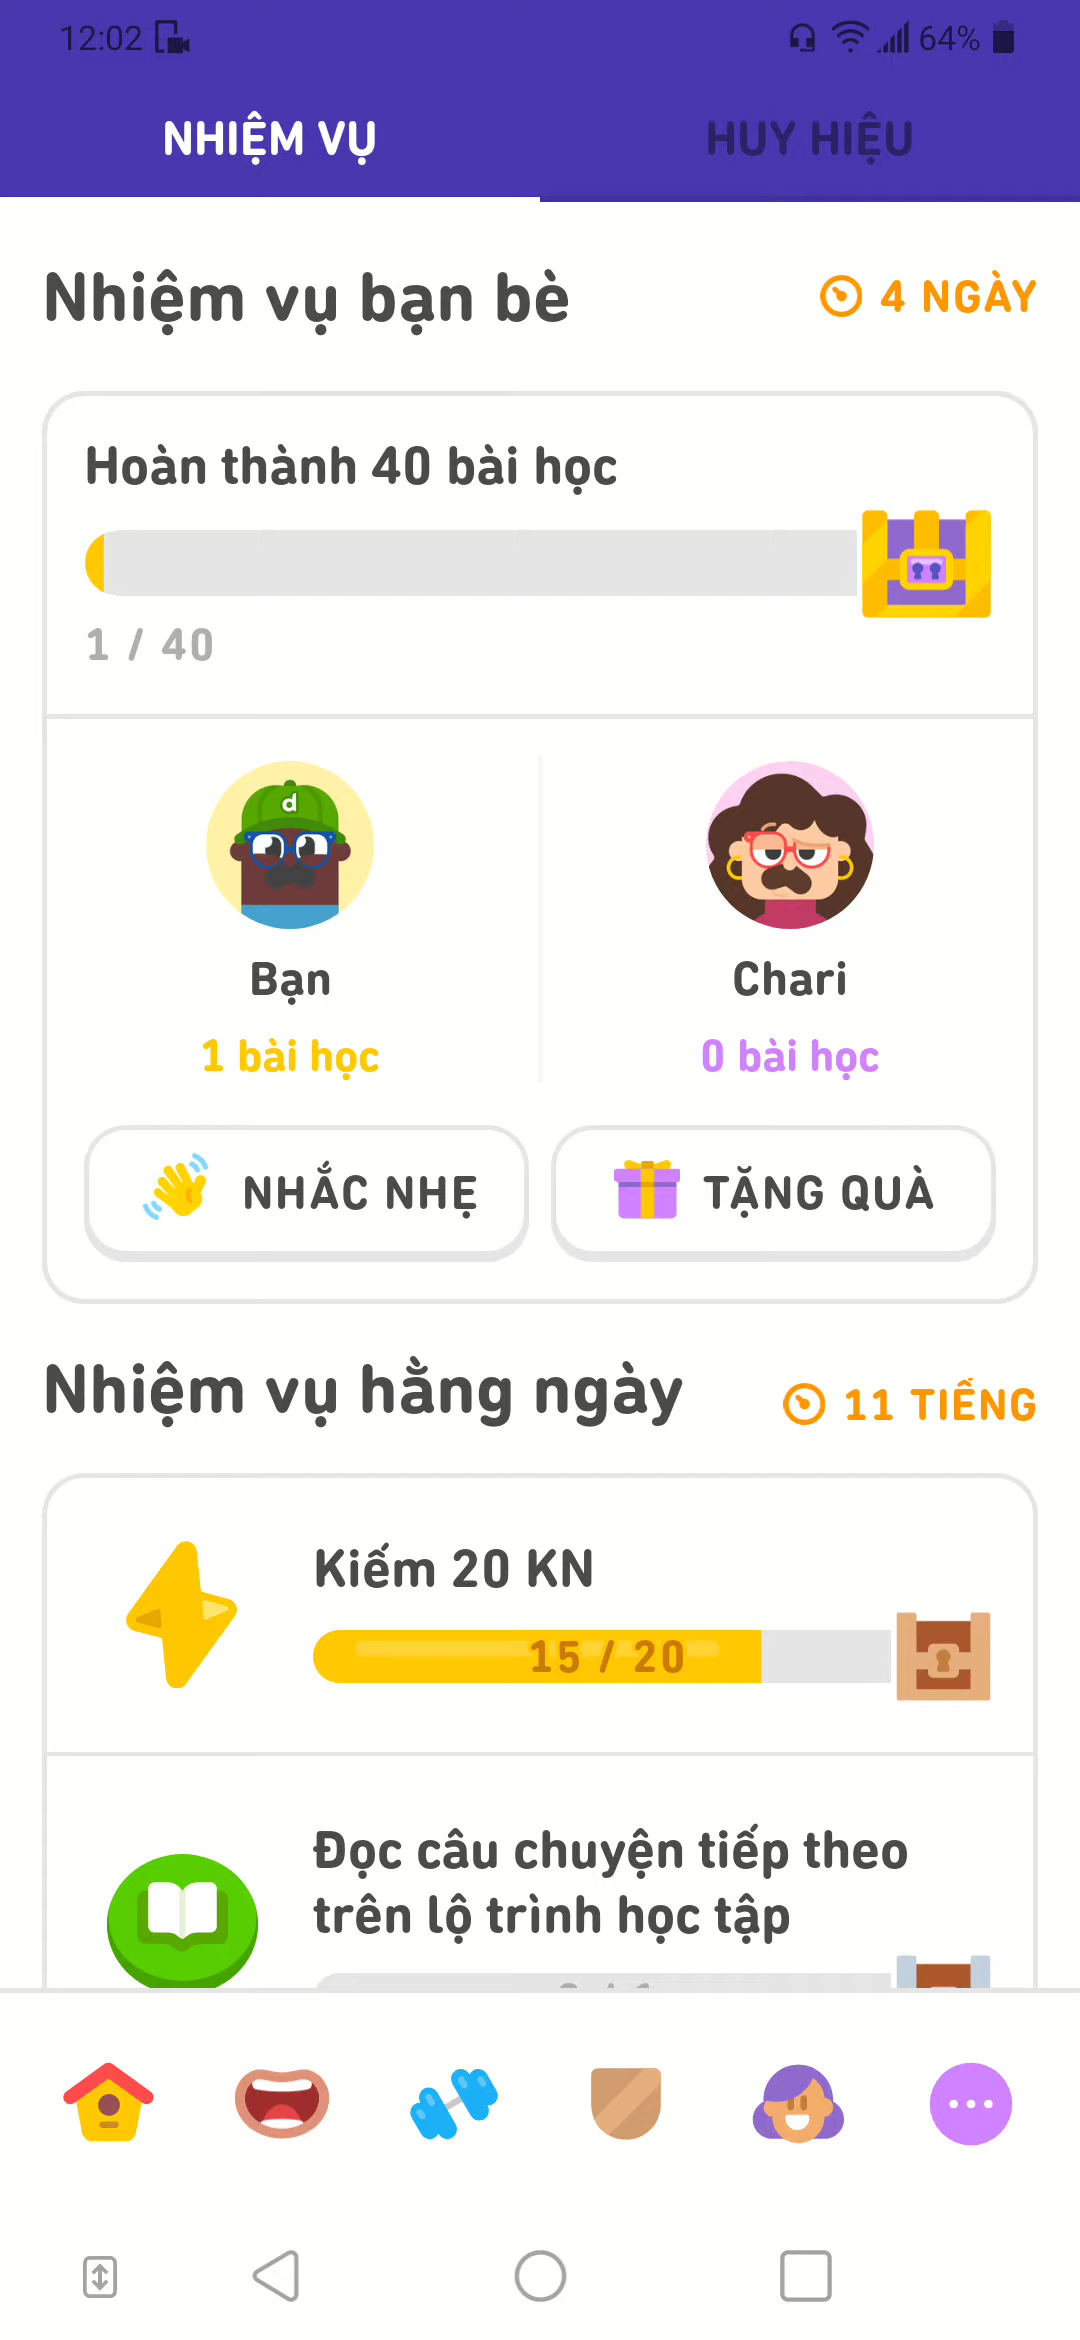 12:02
64%
NHIỆM VỤ
HUY HIỆU
Nhiệm vụ bạn bè
4 NGÀY
Hoàn thành 40 bài học
1 / 40
d
Bạn
Chari
1 bài học
0 bài học
NHẮC NHẸ
TẶNG QUÀ
Nhiệm vụ hằng ngày
11 TIẾNG
Kiếm 20 KN
15 / 20
Đọc câu chuyện tiếp theo
trên lộ trình học tập